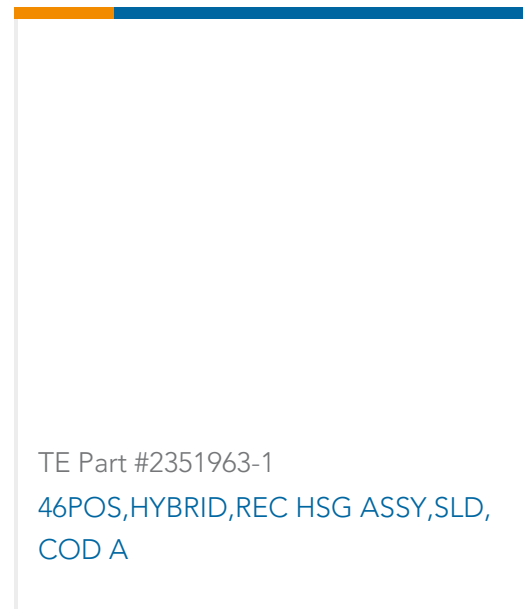 TE Part #2351963-1
46POS,HYBRID,REC HSG ASSY,SLD,
COD A